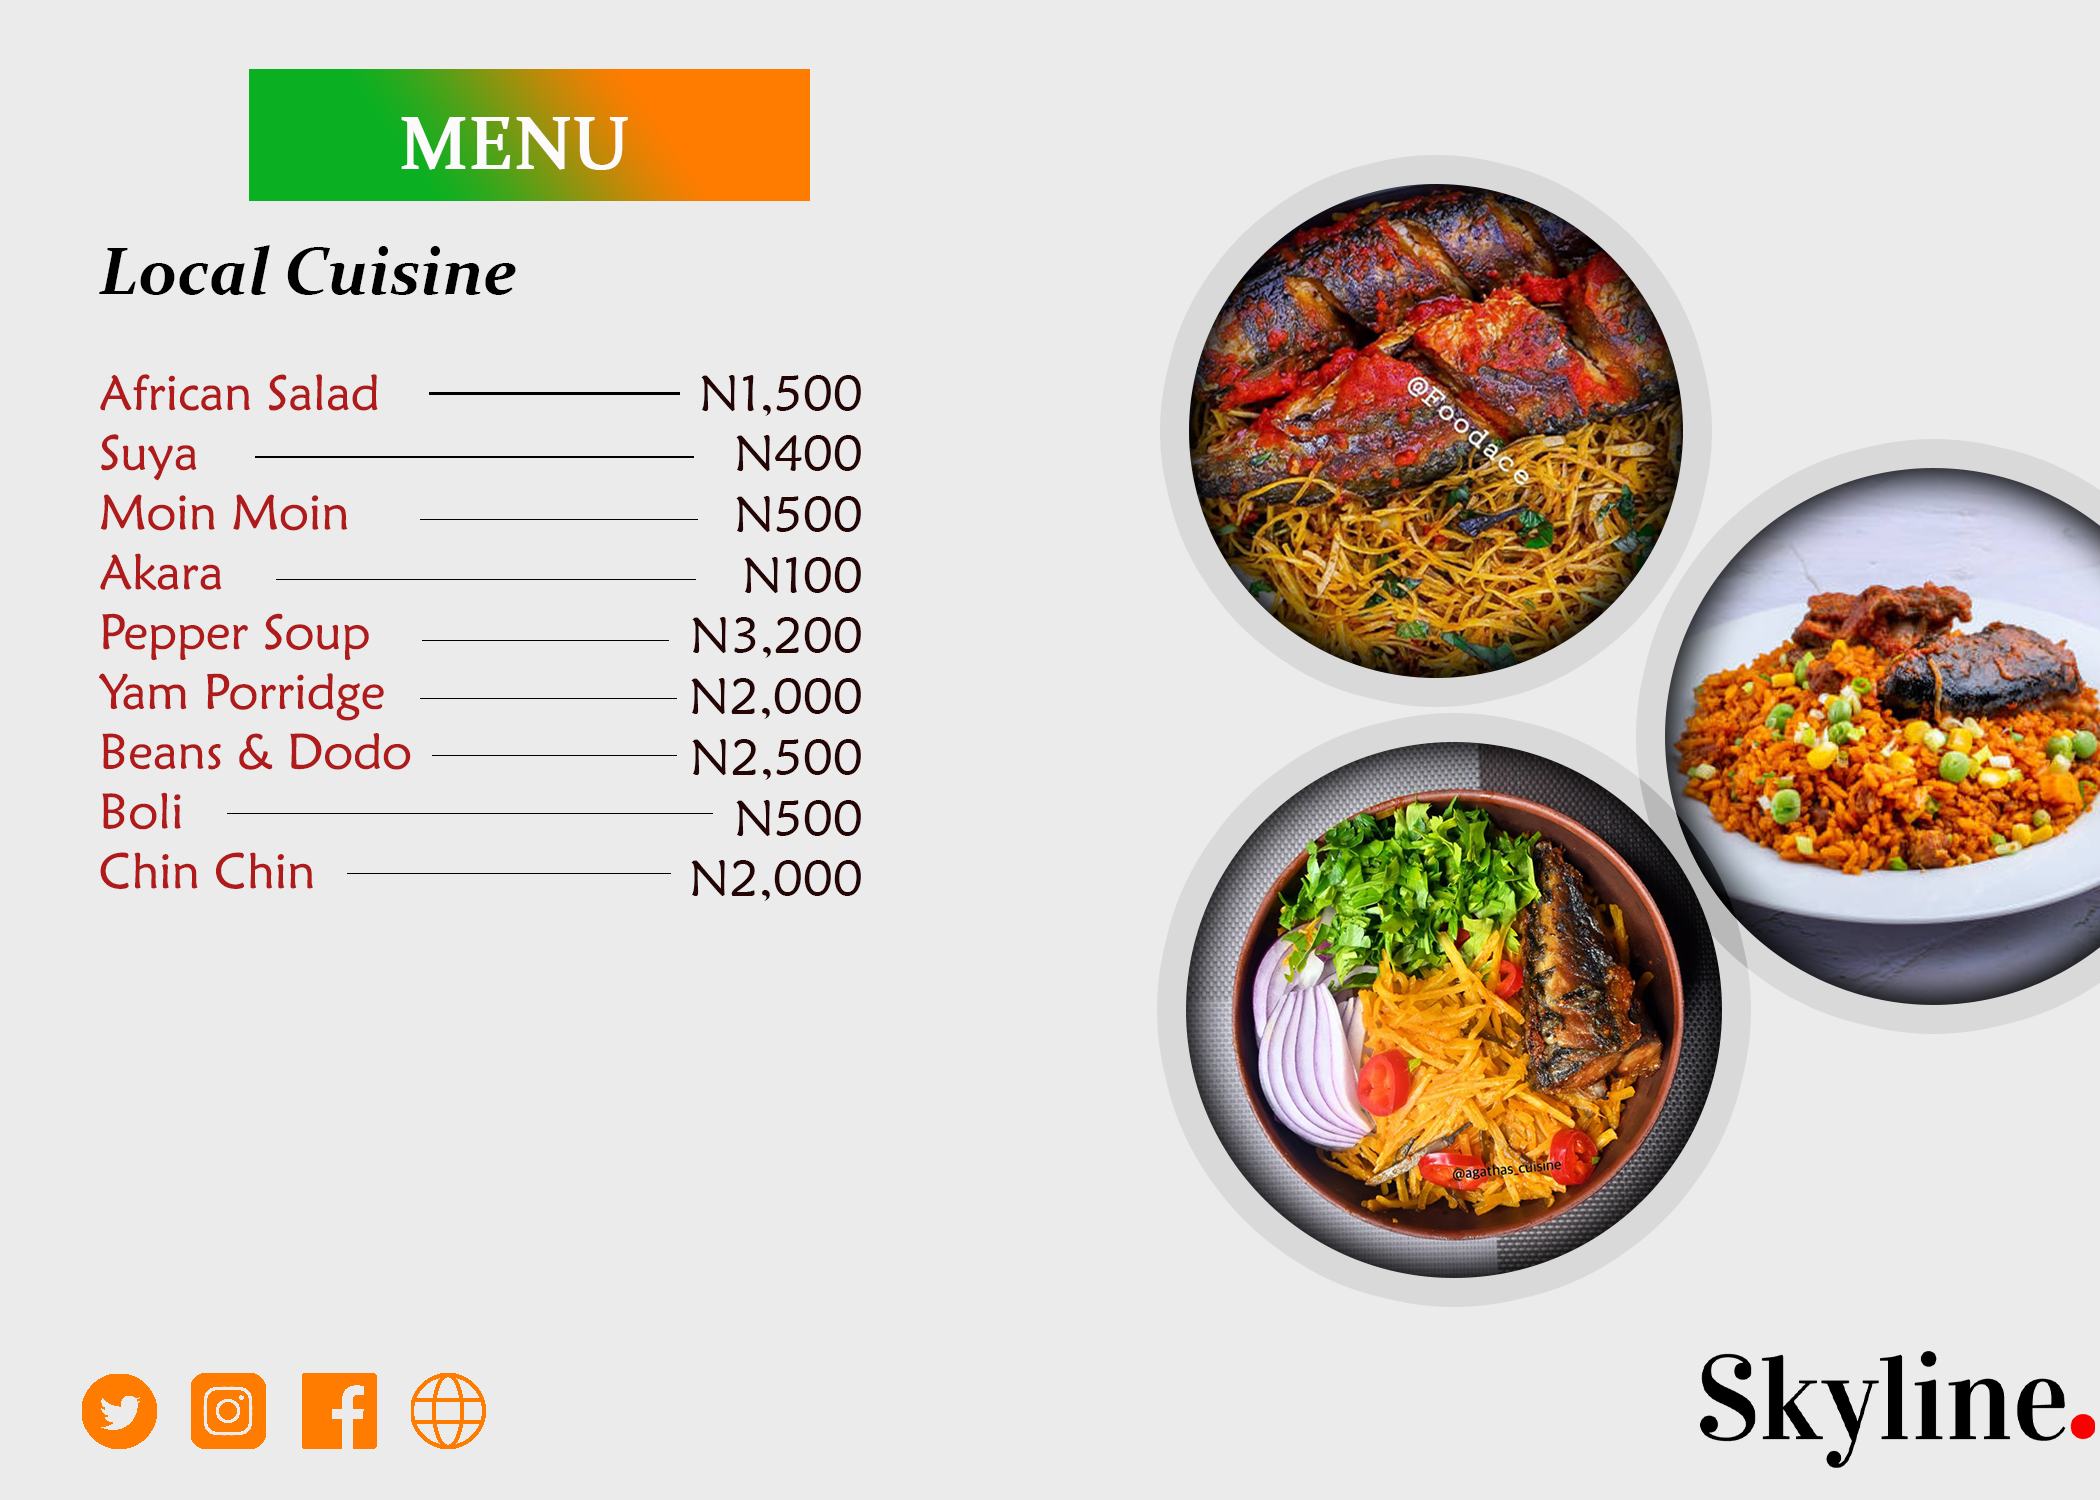 MENU
Local Cuisine
African Salad N1,500
Suya N400
Moin Moin N500
Akara N100
Pepper Soup N3,200
Yam Porridge N2,000
Beans & Dodo N2,500
Boli N500
Chin Chin N2,000
@Foodace
@agathas_cuisine
Skyline.